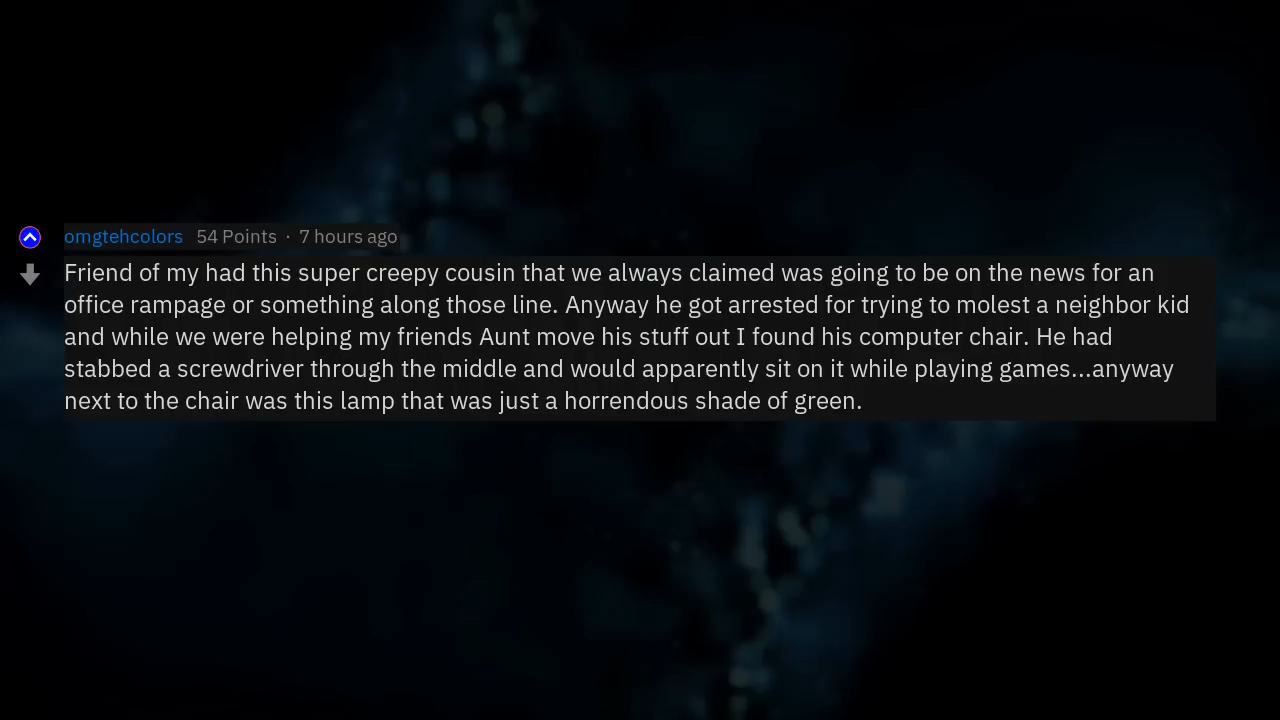 omgtehcolors 54 Points · 7 hours ago
Friend of my had this super creepy cousin that we always claimed was going to be on the news for an
office rampage or something along those line. Anyway he got arrested for trying to molest a neighbor kid
and while we were helping my friends Aunt move his stuff out I found his computer chair. He had
stabbed a screwdriver through the middle and would apparently sit on it while playing games...anyway
next to the chair was this lamp that was just a horrendous shade of green.